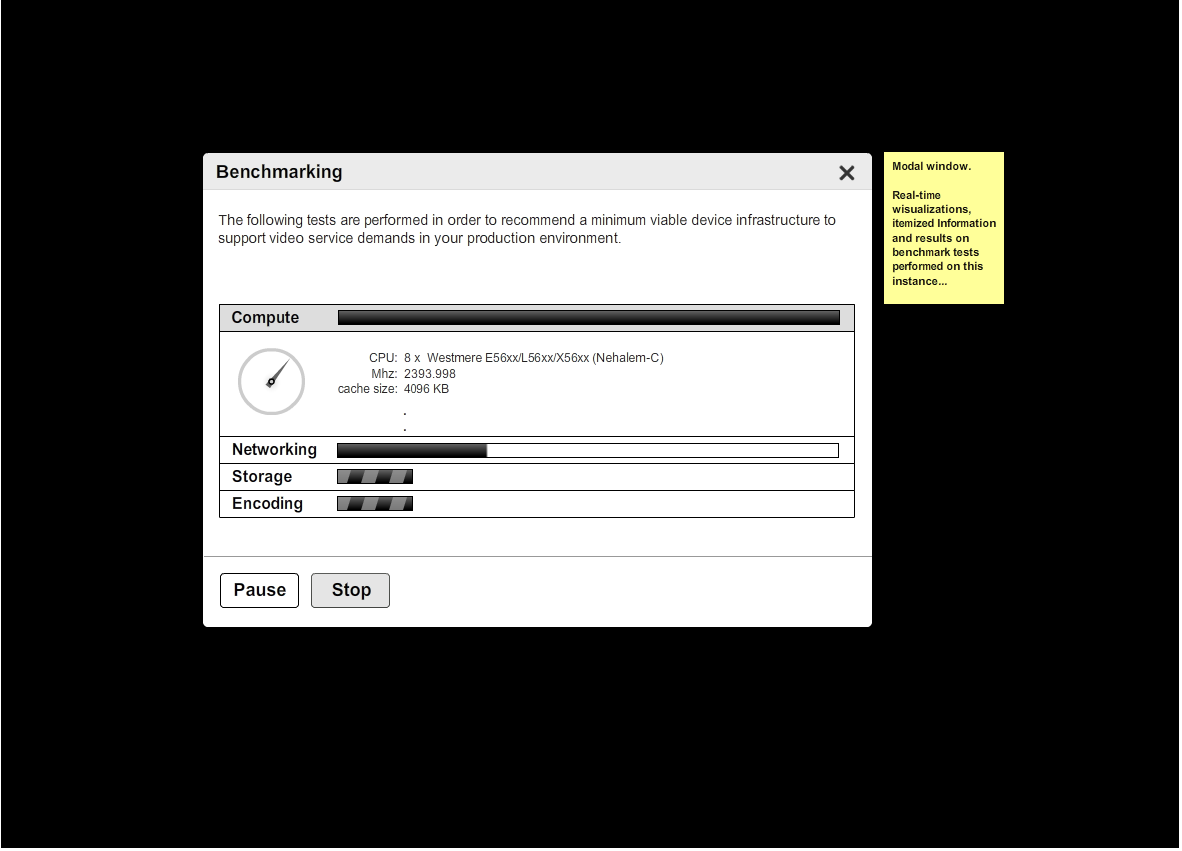 Benchmarking
The following tests are performed in order to recommend a minimum viable device infrastructure to
support video service demands in your production environment.
Compute
CPU: 8 x Westmere E56xx/L56xx/X56xx (Nehalem-C)
Mhz: 2393.998
cache size: 4096 KB
.
.
Networking
Storage
Encoding
Pause
Stop
Modal window.
Real-time
wisualizations,
itemized Information
and results on
benchmark tests
performed on this
instance...